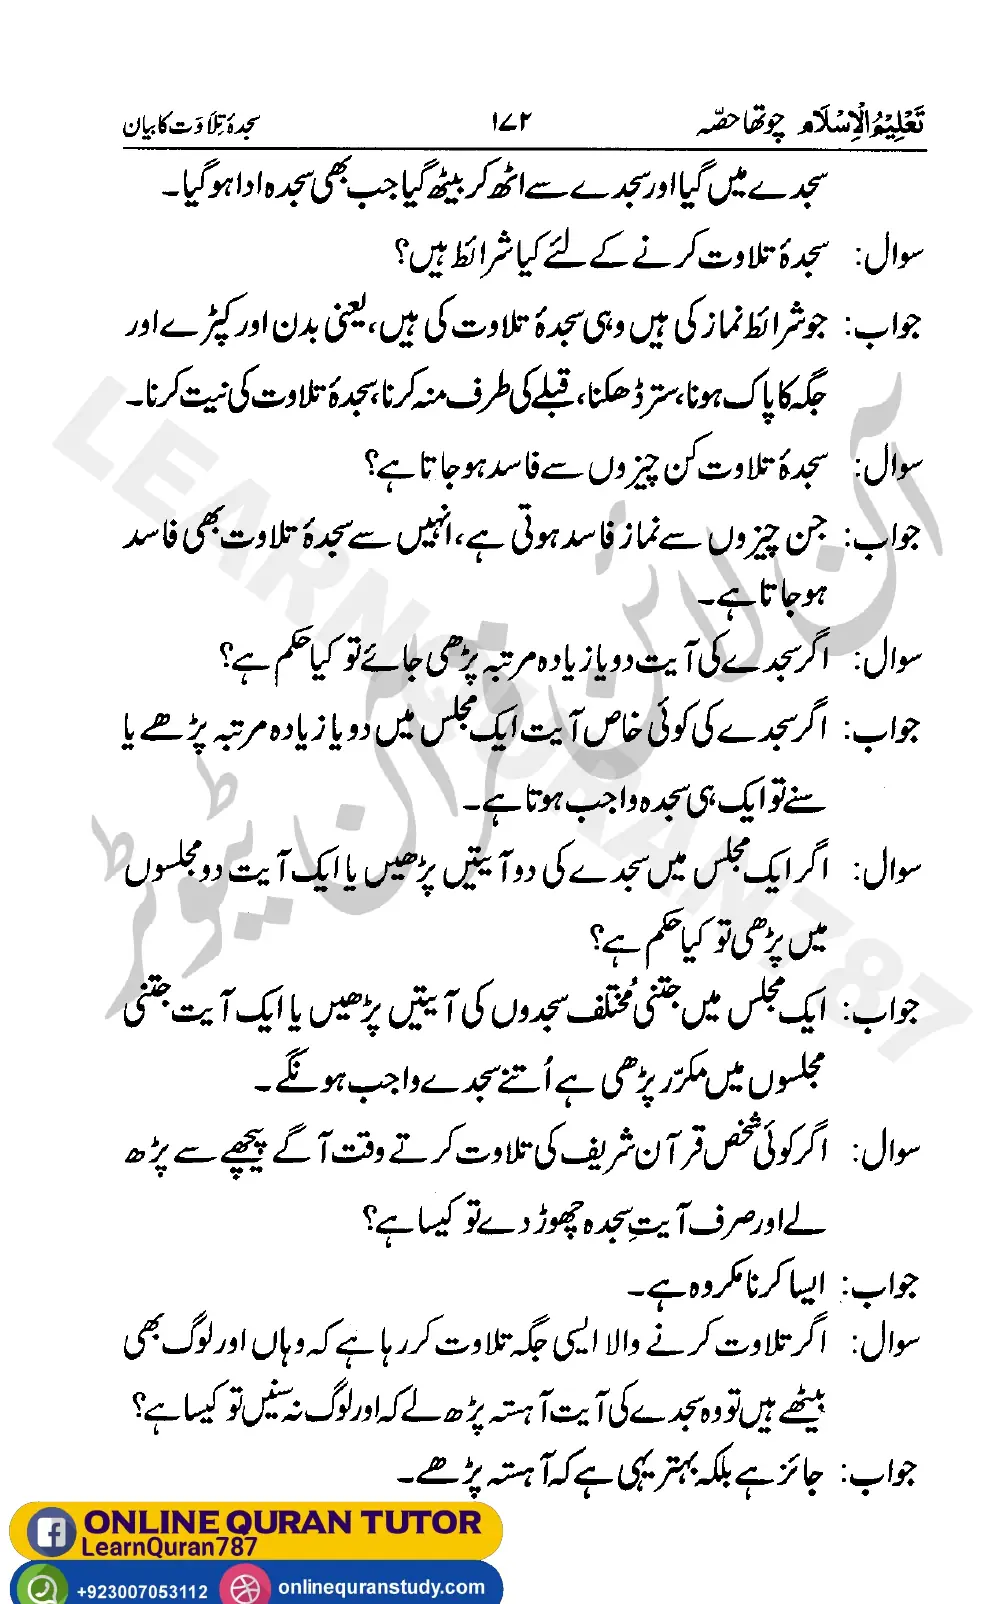 تَعْلِیْمُ الْاِسْلَام چوتھا حصّہ ۱۷۲ سجدۂ تِلاوَت کا بیان
سجدے میں گیا اور سجدے سے اٹھ کر بیٹھ گیا جب بھی سجدہ ادا ہوگیا۔
سوال: سجدۂ تلاوت کرنے کے لئے کیا شرائط ہیں؟
جواب: جو شرائط نماز کی ہیں وہی سجدۂ تلاوت کی ہیں، یعنی بدن اور کپڑے اور
جگہ کا پاک ہونا، ستر ڈھکنا، قبلے کی طرف منہ کرنا، سجدۂ تلاوت کی نیت کرنا۔
سوال: سجدۂ تلاوت کن چیزوں سے فاسد ہوجاتا ہے؟
جواب: جن چیزوں سے نماز فاسد ہوتی ہے، انہیں سے سجدۂ تلاوت بھی فاسد
ہوجاتا ہے۔
سوال: اگر سجدے کی آیت دو یا زیادہ مرتبہ پڑھی جائے تو کیا حکم ہے؟
جواب: اگر سجدے کی کوئی خاص آیت ایک مجلس میں دو یا زیادہ مرتبہ پڑھے یا
سنے تو ایک ہی سجدہ واجب ہوتا ہے۔
سوال: اگر ایک مجلس میں سجدے کی دو آیتیں پڑھیں یا ایک آیت دو مجلسوں
میں پڑھی تو کیا حکم ہے؟
جواب: ایک مجلس میں جتنی مُختلف سجدوں کی آیتیں پڑھیں یا ایک آیت جتنی
مجلسوں میں مکرّر پڑھی ہے اُتنے سجدے واجب ہونگے۔
سوال: اگر کوئی شخص قرآن شریف کی تلاوت کرتے وقت آگے پیچھے سے پڑھ
لے اور صرف آیتِ سجدہ چھوڑ دے تو کیسا ہے؟
جواب: ایسا کرنا مکروہ ہے۔
سوال: اگر تلاوت کرنے والا ایسی جگہ تلاوت کر رہا ہے کہ وہاں اور لوگ بھی
بیٹھے ہیں تو وہ سجدے کی آیت آہستہ پڑھ لے کہ اور لوگ نہ سنیں تو کیسا ہے؟
جواب: جائز ہے بلکہ بہتر یہی ہے کہ آہستہ پڑھے۔
آن لائن قرآن ٹیوٹر
LEARNQURAN787
ONLINE QURAN TUTOR
LearnQuran787
+923007053112 onlinequranstudy.com